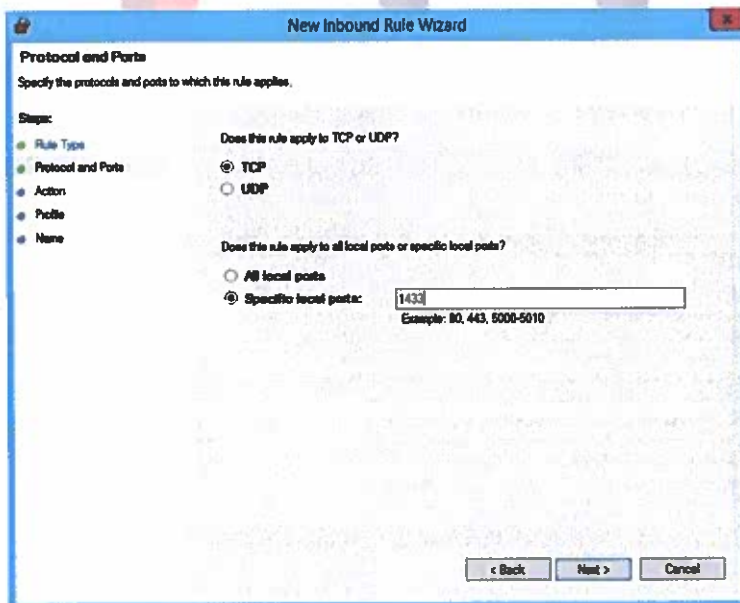 New Inbound Rule Wizard
Protocol and Ports
Specify the protocols and ports to which this rule applies.
Steps:
Rule Type
Protocol and Ports
Action
Profile
Name
Does this rule apply to TCP or UDP?
TCP
UDP
Does this rule apply to all local ports or specific local ports?
All local ports
Specific local ports:
1433
Example: 80, 443, 5000-5010
< Back
Next >
Cancel